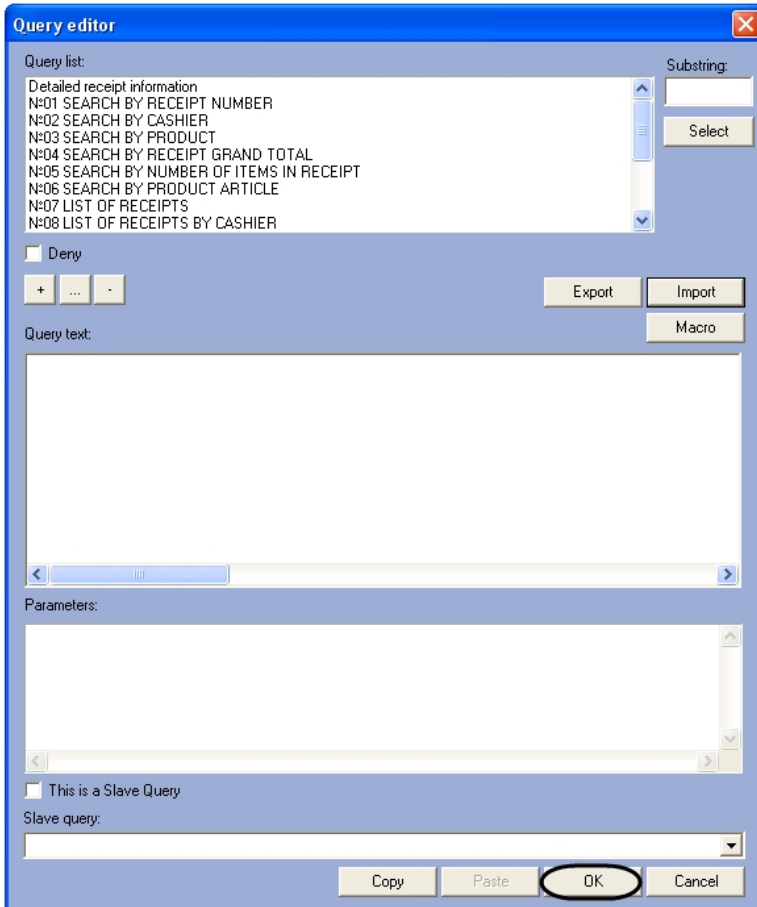 Query editor
Query list:
Substring:
Detailed receipt information
№01 SEARCH BY RECEIPT NUMBER
№02 SEARCH BY CASHIER
№03 SEARCH BY PRODUCT
Select
№04 SEARCH BY RECEIPT GRAND TOTAL
№05 SEARCH BY NUMBER OF ITEMS IN RECEIPT
№06 SEARCH BY PRODUCT ARTICLE
№07 LIST OF RECEIPTS
№08 LIST OF RECEIPTS BY CASHIER
Deny
+ ... -
Export Import
Macro
Query text:
Parameters:
This is a Slave Query
Slave query:
Copy Paste OK Cancel